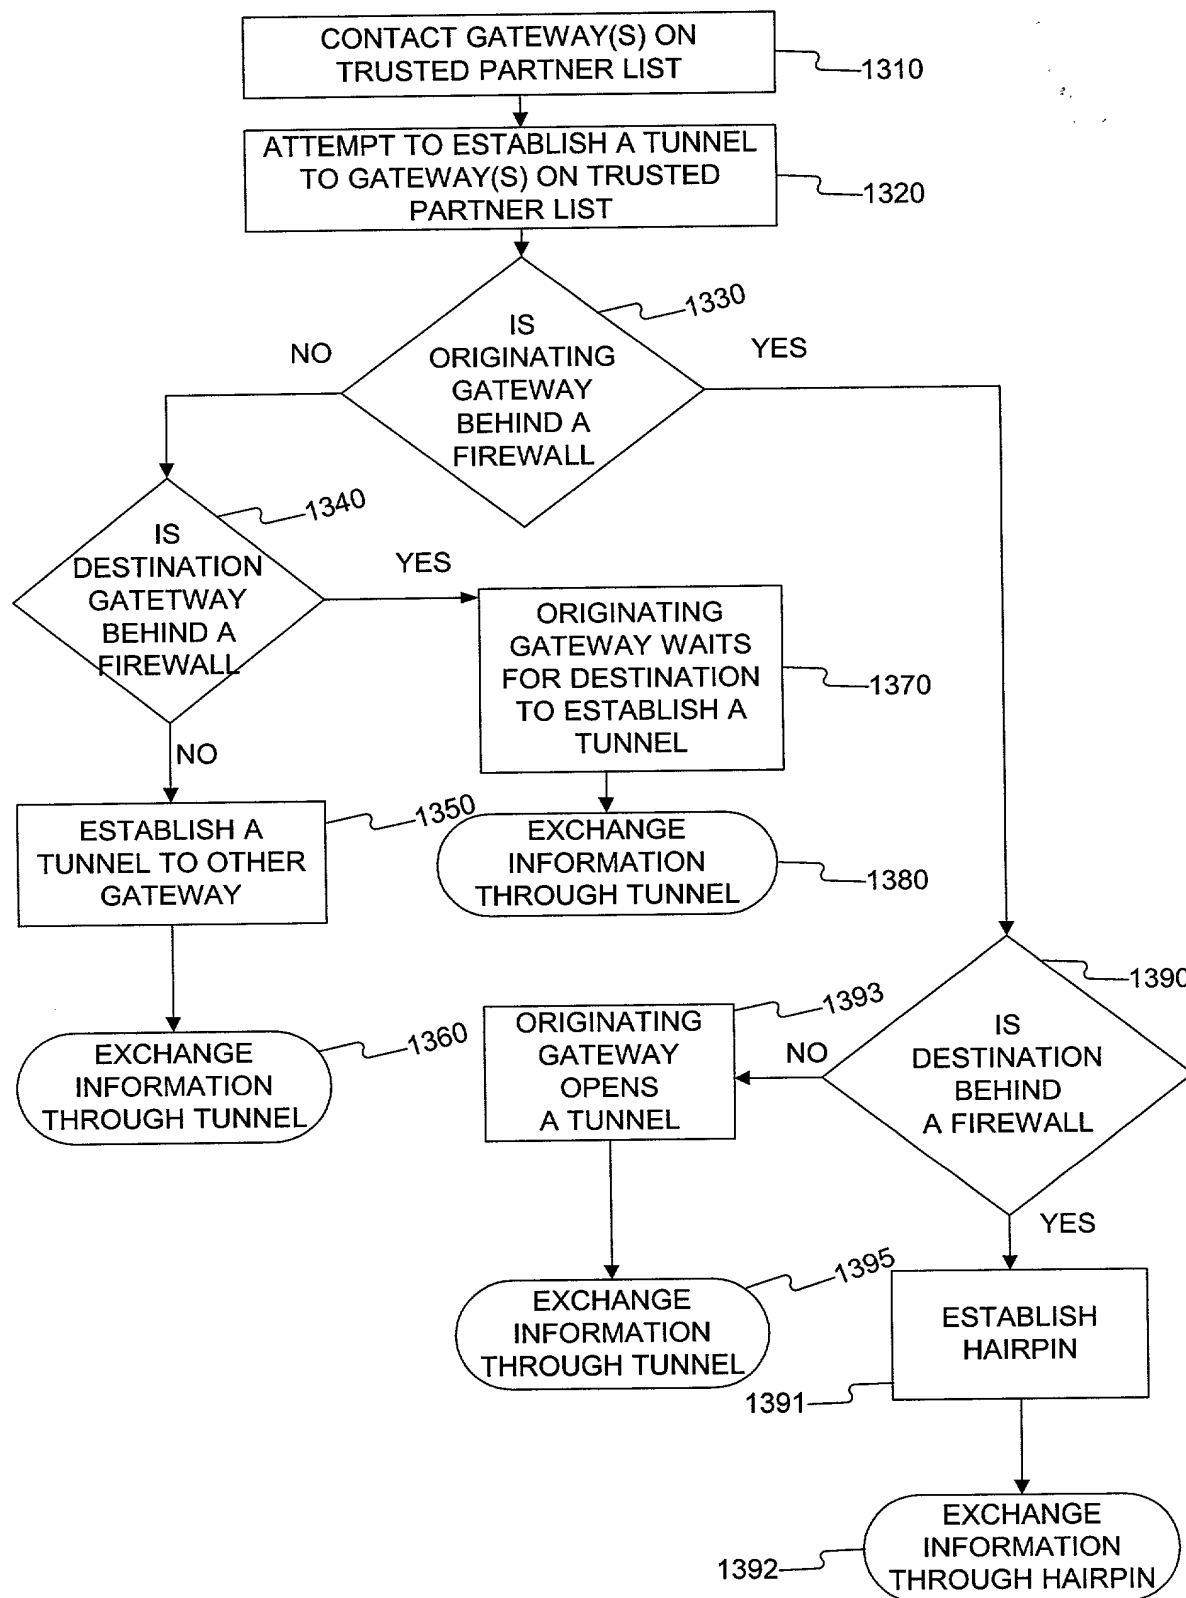 CONTACT GATEWAY(S) ON
TRUSTED PARTNER LIST
1310
ATTEMPT TO ESTABLISH A TUNNEL
TO GATEWAY(S) ON TRUSTED
PARTNER LIST
1320
IS
ORIGINATING
GATEWAY
BEHIND A
FIREWALL
1330
NO
YES
IS
DESTINATION
GATETWAY
BEHIND A
FIREWALL
1340
YES
NO
ORIGINATING
GATEWAY WAITS
FOR DESTINATION
TO ESTABLISH A
TUNNEL
1370
ESTABLISH A
TUNNEL TO OTHER
GATEWAY
1350
EXCHANGE
INFORMATION
THROUGH TUNNEL
1380
EXCHANGE
INFORMATION
THROUGH TUNNEL
1360
IS
DESTINATION
BEHIND
A FIREWALL
1390
NO
YES
ORIGINATING
GATEWAY
OPENS
A TUNNEL
1393
EXCHANGE
INFORMATION
THROUGH TUNNEL
1395
ESTABLISH
HAIRPIN
1391
EXCHANGE
INFORMATION
THROUGH HAIRPIN
1392